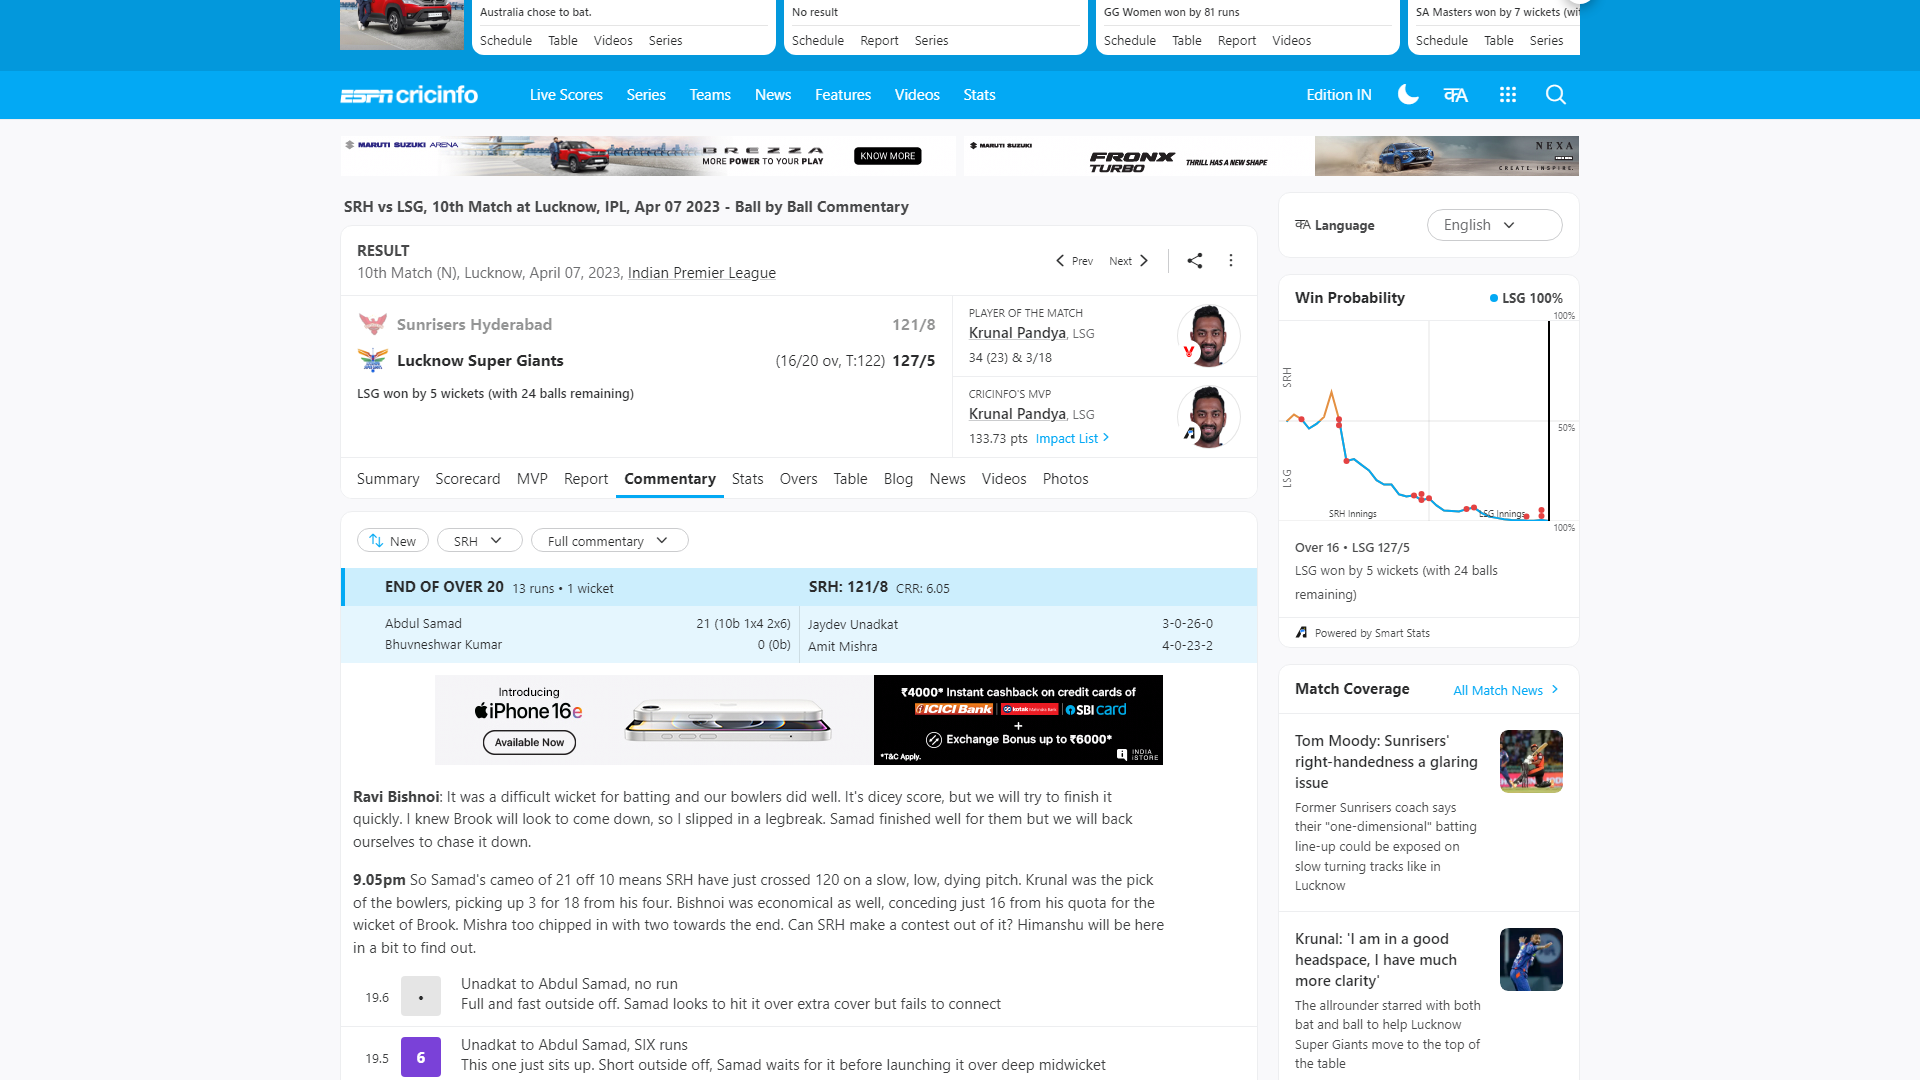 Australia chose to bat.
No result
GG Women won by 81 runs
SA Masters won by 7 wickets (wi
Schedule Table Videos Series
Schedule Report Series
Schedule Table Report Videos
Schedule Table Series
ESPN cricinfo
Live Scores Series Teams News Features Videos Stats
Edition IN
MARUTI SUZUKI ARENA
BREZZA
MORE POWER TO YOUR PLAY
KNOW MORE
MARUTI SUZUKI
FRONX
TURBO
THRILL HAS A NEW SHAPE
NEXA
CREATE. INSPIRE.
SRH vs LSG, 10th Match at Lucknow, IPL, Apr 07 2023 - Ball by Ball Commentary
RESULT
10th Match (N), Lucknow, April 07, 2023, Indian Premier League
Prev Next
Sunrisers Hyderabad 121/8
Lucknow Super Giants (16/20 ov, T:122) 127/5
LSG won by 5 wickets (with 24 balls remaining)
PLAYER OF THE MATCH
Krunal Pandya, LSG
34 (23) & 3/18
CRICINFO'S MVP
Krunal Pandya, LSG
133.73 pts Impact List
Summary Scorecard MVP Report Commentary Stats Overs Table Blog News Videos Photos
New SRH Full commentary
END OF OVER 20 13 runs • 1 wicket SRH: 121/8 CRR: 6.05
Abdul Samad 21 (10b 1x4 2x6)
Bhuvneshwar Kumar 0 (0b)
Jaydev Unadkat 3-0-26-0
Amit Mishra 4-0-23-2
Introducing
iPhone 16e
Available Now
₹4000* Instant cashback on credit cards of
ICICI Bank kotak Mahindra Bank SBI card
+
Exchange Bonus up to ₹6000*
*T&C Apply.
INDIA
iSTORE
Ravi Bishnoi: It was a difficult wicket for batting and our bowlers did well. It's dicey score, but we will try to finish it
quickly. I knew Brook will look to come down, so I slipped in a legbreak. Samad finished well for them but we will back
ourselves to chase it down.
9.05pm So Samad's cameo of 21 off 10 means SRH have just crossed 120 on a slow, low, dying pitch. Krunal was the pick
of the bowlers, picking up 3 for 18 from his four. Bishnoi was economical as well, conceding just 16 from his quota for the
wicket of Brook. Mishra too chipped in with two towards the end. Can SRH make a contest out of it? Himanshu will be here
in a bit to find out.
19.6 • Unadkat to Abdul Samad, no run
Full and fast outside off. Samad looks to hit it over extra cover but fails to connect
19.5 6 Unadkat to Abdul Samad, SIX runs
This one just sits up. Short outside off, Samad waits for it before launching it over deep midwicket
Language English
Win Probability LSG 100%
100%
SRH
50%
LSG
SRH Innings LSG Innings
100%
Over 16 • LSG 127/5
LSG won by 5 wickets (with 24 balls
remaining)
Powered by Smart Stats
Match Coverage All Match News
Tom Moody: Sunrisers'
right-handedness a glaring
issue
Former Sunrisers coach says
their "one-dimensional" batting
line-up could be exposed on
slow turning tracks like in
Lucknow
Krunal: 'I am in a good
headspace, I have much
more clarity'
The allrounder starred with both
bat and ball to help Lucknow
Super Giants move to the top of
the table